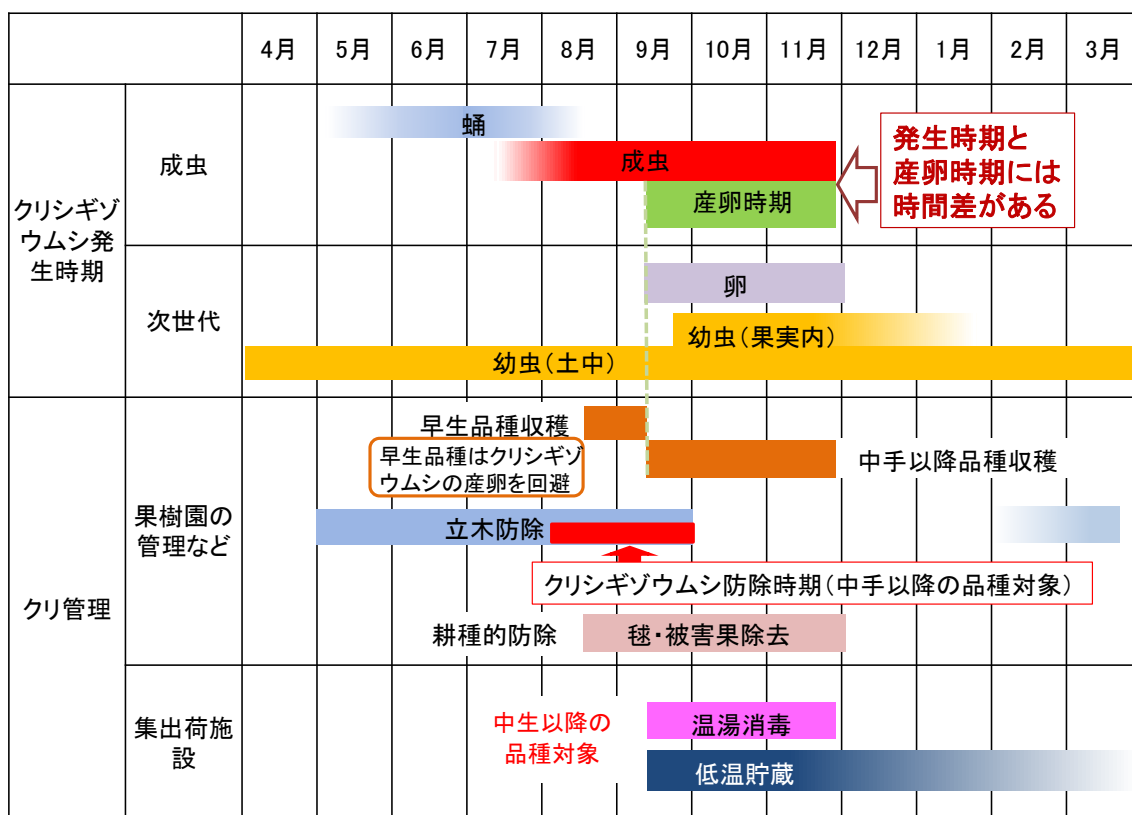 4月 5月 6月 7月 8月 9月 10月 11月 12月 1月 2月 3月
クリシギゾ
ウムシ発
生時期
成虫
蛹
成虫
産卵時期
発生時期と
産卵時期には
時間差がある
次世代
卵
幼虫(果実内)
幼虫(土中)
クリ管理
果樹園の
管理など
早生品種収穫
早生品種はクリシギゾ
ウムシの産卵を回避
中手以降品種収穫
立木防除
クリシギゾウムシ防除時期(中手以降の品種対象)
耕種的防除
毬・被害果除去
集出荷施
設
中生以降の
品種対象
温湯消毒
低温貯蔵